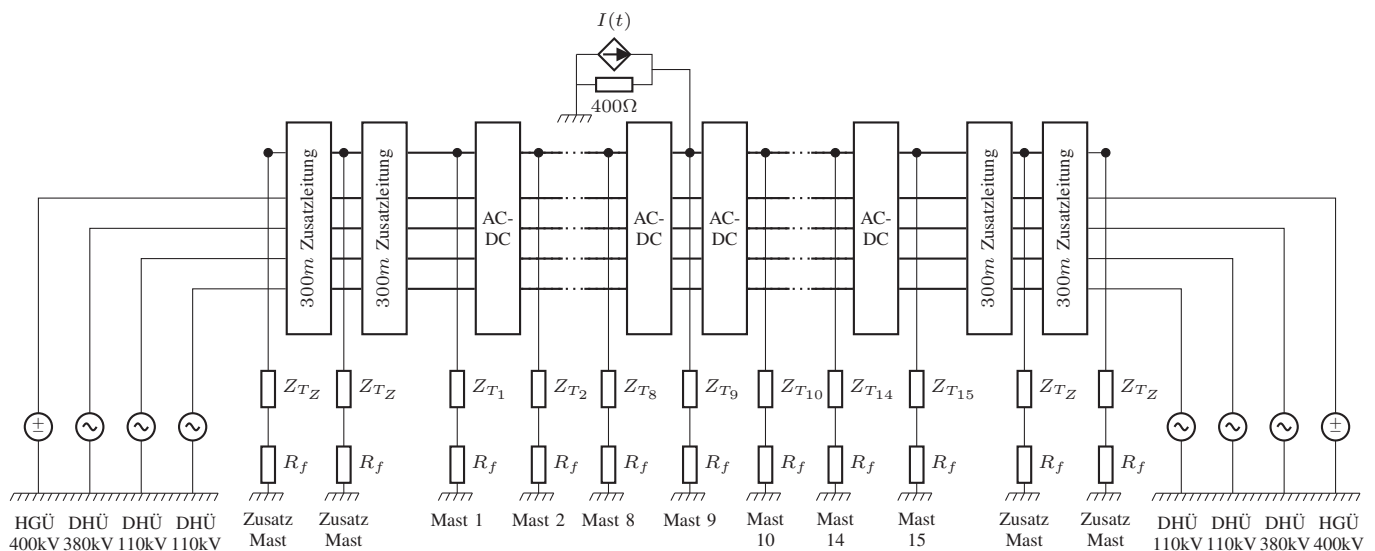 I(t)
400Ω
300m Zusatzleitung
300m Zusatzleitung
AC-
DC
AC-
DC
AC-
DC
AC-
DC
300m Zusatzleitung
300m Zusatzleitung
Z_{T_Z}
Z_{T_Z}
Z_{T_1}
Z_{T_2}
Z_{T_8}
Z_{T_9}
Z_{T_{10}}
Z_{T_{14}}
Z_{T_{15}}
Z_{T_Z}
Z_{T_Z}
R_f
R_f
R_f
R_f
R_f
R_f
R_f
R_f
R_f
R_f
R_f
HGÜ
400kV
DHÜ
380kV
DHÜ
110kV
DHÜ
110kV
Zusatz
Mast
Zusatz
Mast
Mast 1
Mast 2
Mast 8
Mast 9
Mast
10
Mast
14
Mast
15
Zusatz
Mast
Zusatz
Mast
DHÜ
110kV
DHÜ
110kV
DHÜ
380kV
HGÜ
400kV